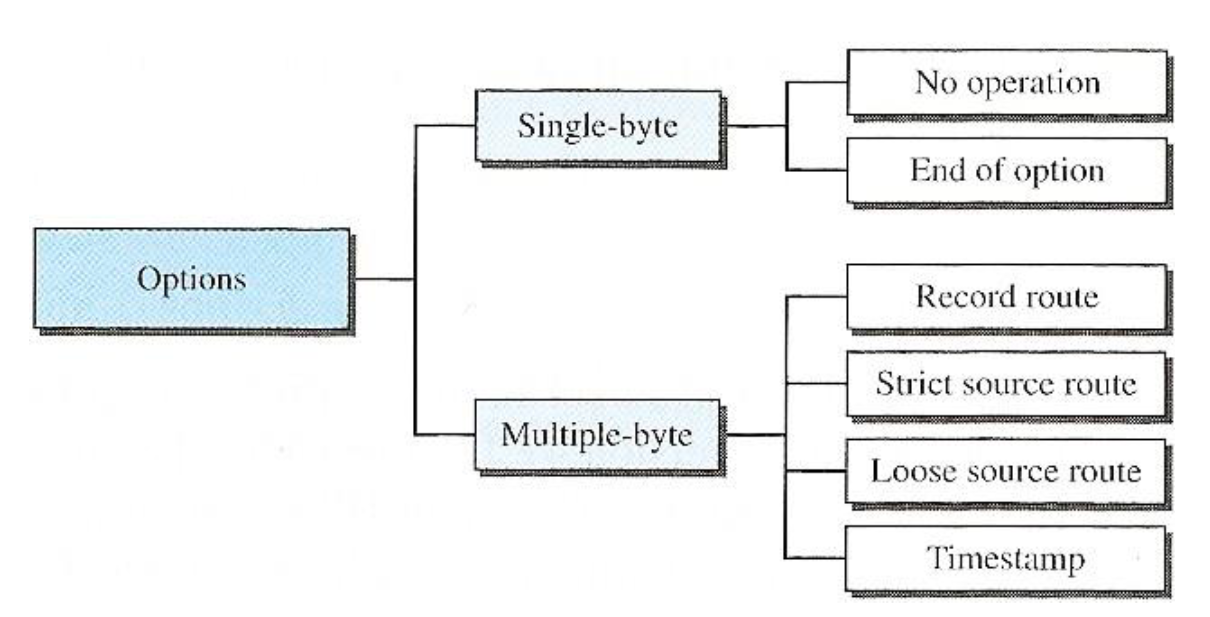 Options
Single-byte
No operation
End of option
Multiple-byte
Record route
Strict source route
Loose source route
Timestamp